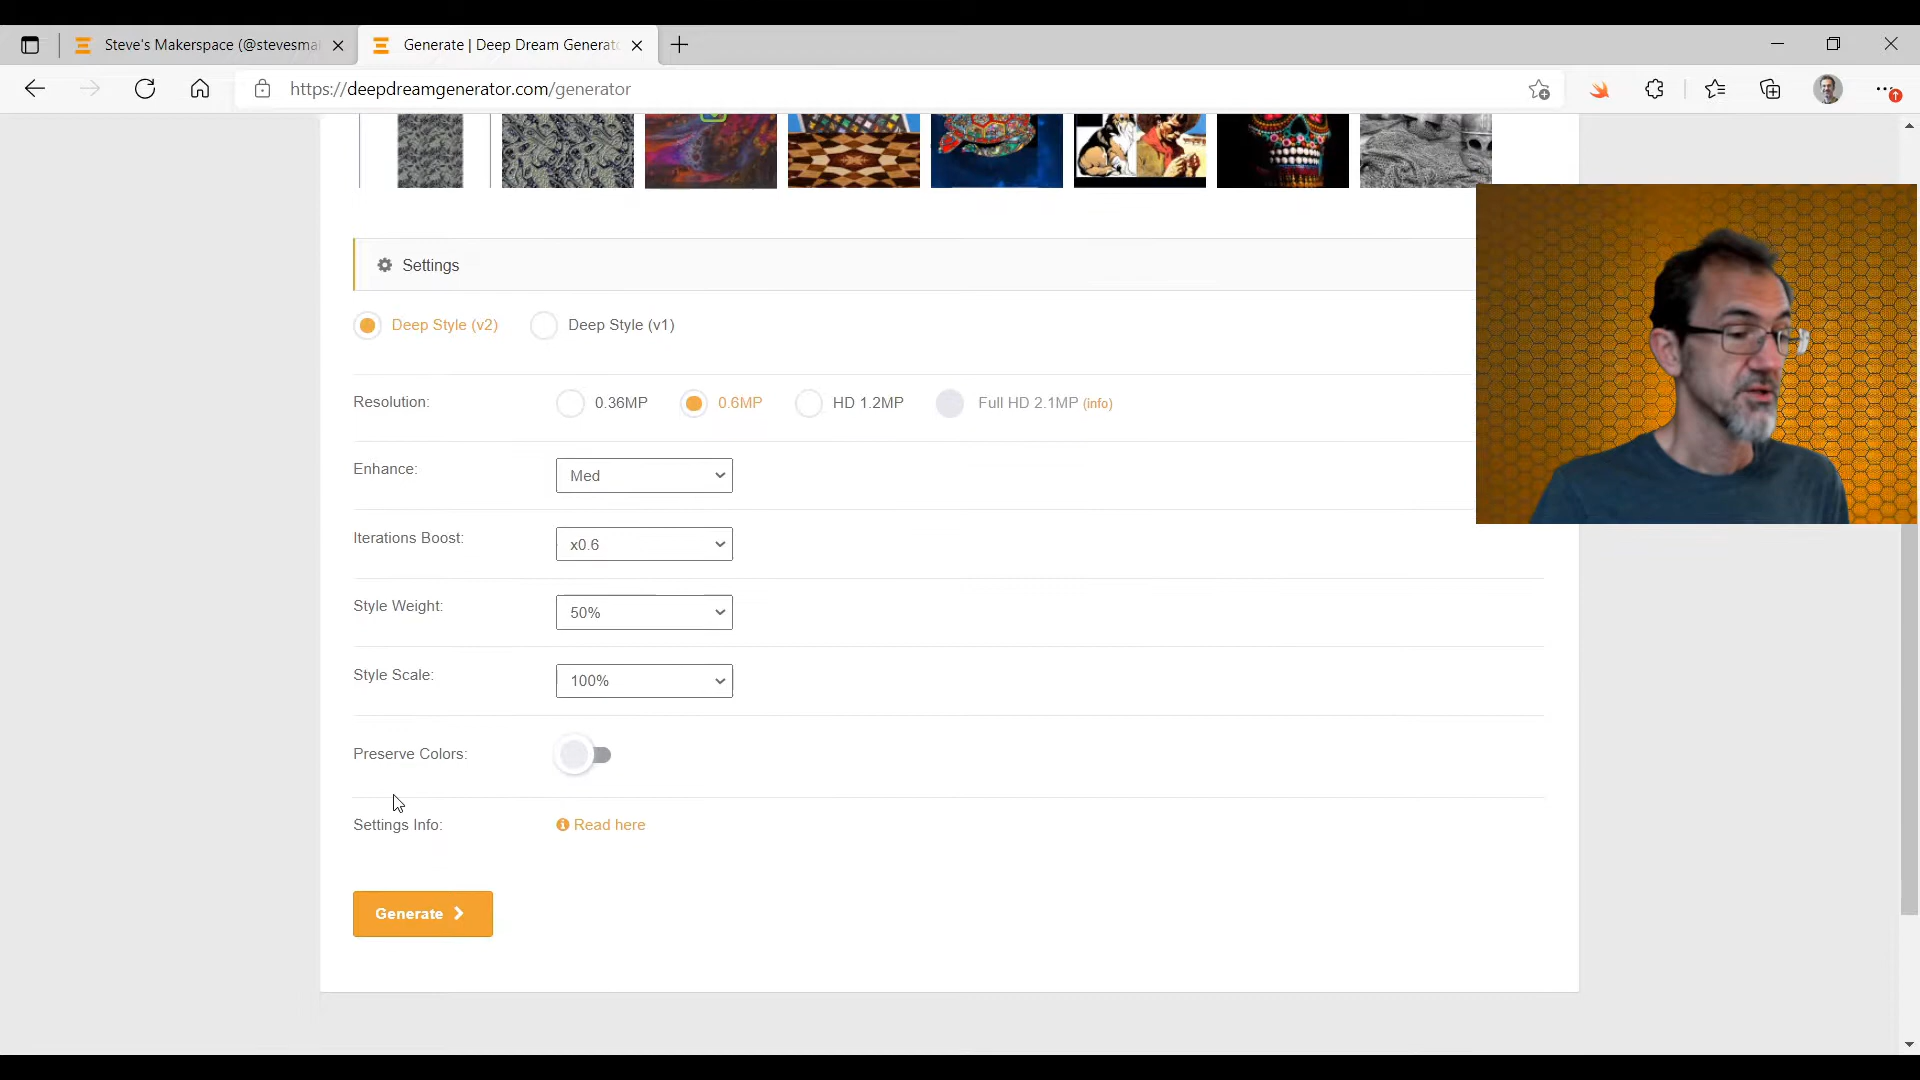 Steve's Makerspace (@stevesmai
Generate | Deep Dream Generato
https://deepdreamgenerator.com/generator
Settings
Deep Style (v2) Deep Style (v1)
Resolution: 0.36MP 0.6MP HD 1.2MP Full HD 2.1MP (info)
Enhance: Med
Iterations Boost: x0.6
Style Weight: 50%
Style Scale: 100%
Preserve Colors:
Settings Info: Read here
Generate